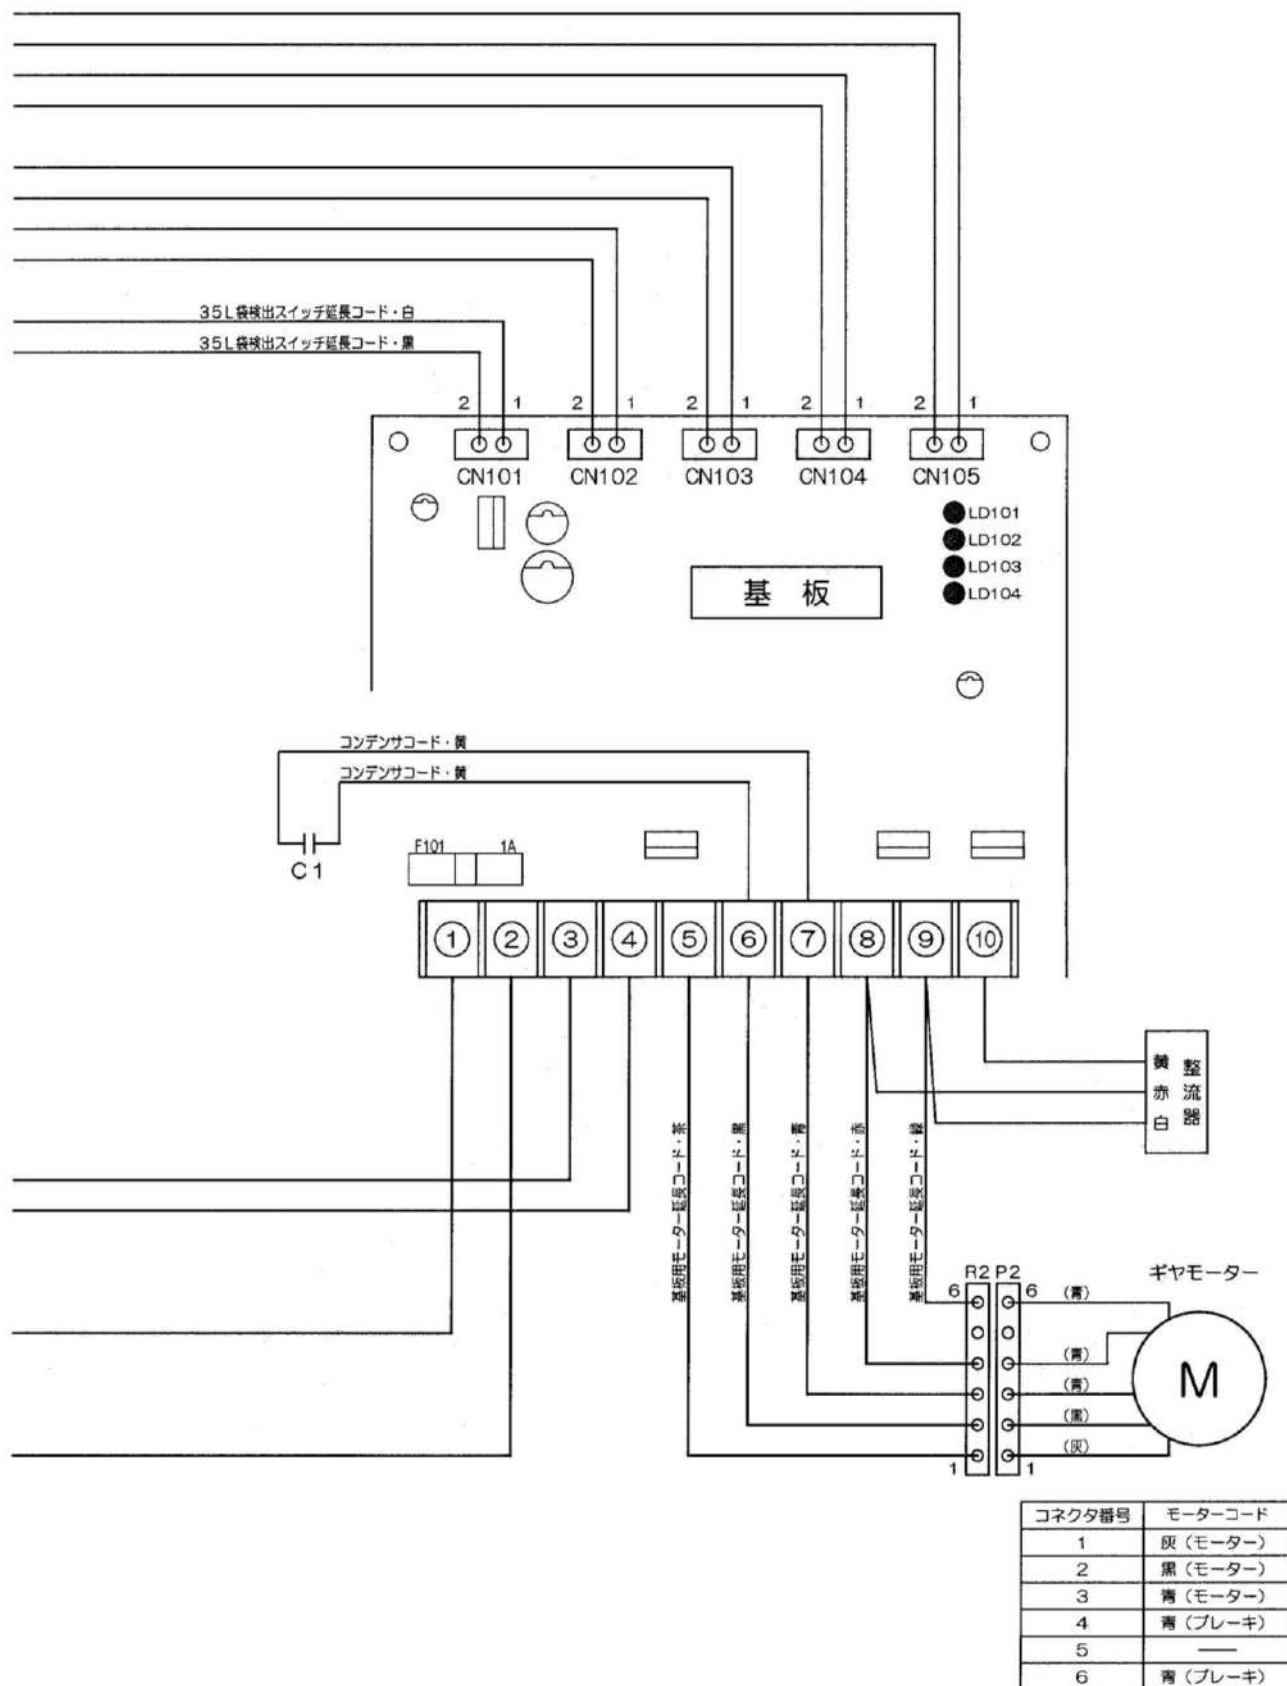 35L袋検出スイッチ延長コード・白
35L袋検出スイッチ延長コード・黒
2 1 2 1 2 1 2 1 2 1
CN101 CN102 CN103 CN104 CN105
LD101
LD102
LD103
LD104
基板
コンデンサコード・黄
コンデンサコード・黄
C1
F101 1A
① ② ③ ④ ⑤ ⑥ ⑦ ⑧ ⑨ ⑩
黄
赤
白
整流器
基板用モーター延長コード・茶
基板用モーター延長コード・黒
基板用モーター延長コード・青
基板用モーター延長コード・赤
基板用モーター延長コード・緑
R2 P2
ギヤモーター
6 6
(青)
(青)
(青)
(黒)
(灰)
1 1
M
コネクタ番号 モーターコード
1 灰(モーター)
2 黒(モーター)
3 青(モーター)
4 青(ブレーキ)
5 ――
6 青(ブレーキ)